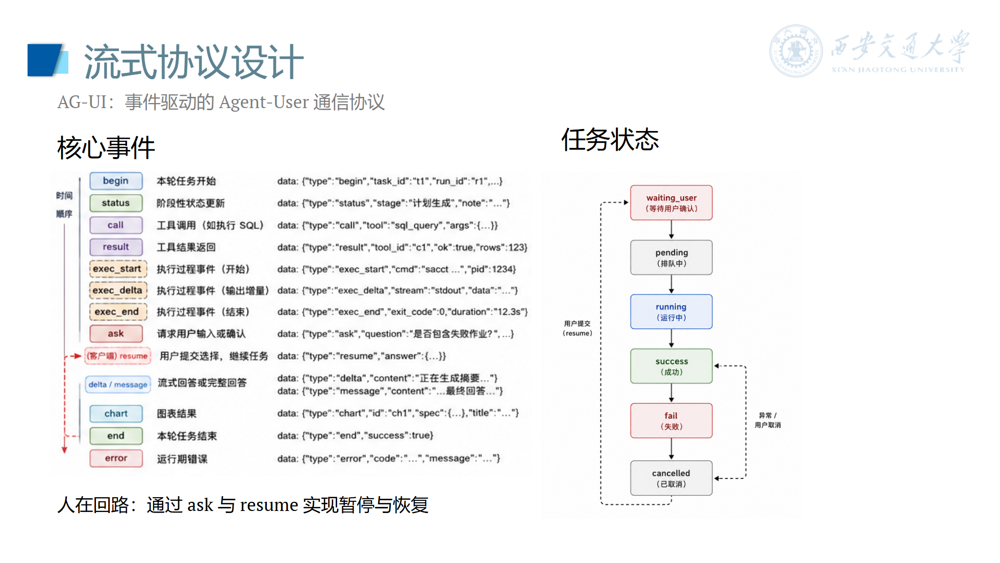 流式协议设计
西安交通大学
XI'AN JIAOTONG UNIVERSITY
AG-UI：事件驱动的 Agent-User 通信协议
核心事件
时间
顺序
begin 本轮任务开始 data: {"type":"begin","task_id":"t1","run_id":"r1",...}
status 阶段性状态更新 data: {"type":"status","stage":"计划生成","note":"..."}
call 工具调用（如执行 SQL） data: {"type":"call","tool":"sql_query","args":{...}}
result 工具结果返回 data: {"type":"result","tool_id":"c1","ok":true,"rows":123}
exec_start 执行过程事件（开始） data: {"type":"exec_start","cmd":"sacct ...","pid":1234}
exec_delta 执行过程事件（输出增量） data: {"type":"exec_delta","stream":"stdout","data":"..."}
exec_end 执行过程事件（结束） data: {"type":"exec_end","exit_code":0,"duration":"12.3s"}
ask 请求用户输入或确认 data: {"type":"ask","question":"是否包含失败作业？", ...}
(客户端) resume 用户提交选择，继续任务 data: {"type":"resume","answer":{...}}
delta / message 流式回答或完整回答 data: {"type":"delta","content":"正在生成摘要..."}
data: {"type":"message","content":"...最终回答..."}
chart 图表结果 data: {"type":"chart","id":"ch1","spec":{...},"title":"..."}
end 本轮任务结束 data: {"type":"end","success":true}
error 运行期错误 data: {"type":"error","code":"...","message":"..."}
人在回路：通过 ask 与 resume 实现暂停与恢复
任务状态
waiting_user
（等待用户确认）
pending
（排队中）
running
（运行中）
用户提交
（resume）
success
（成功）
fail
（失败）
异常 /
用户取消
cancelled
（已取消）